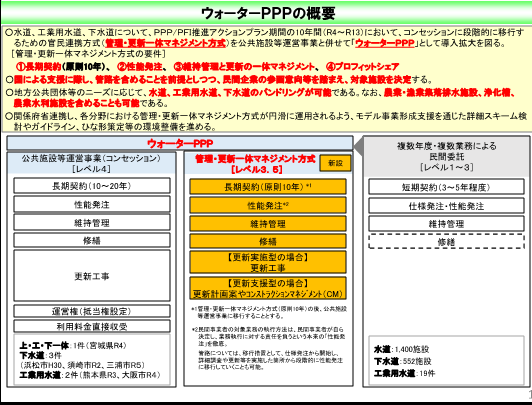 ウォーターPPPの概要
○水道、工業用水道、下水道について、PPP/PFI推進アクションプラン期間の10年間(R4～R13)において、コンセッションに段階的に移行す
るための官民連携方式(管理・更新一体マネジメント方式)を公共施設等運営事業と併せて「ウォーターPPP」として導入拡大を図る。
[管理・更新一体マネジメント方式の要件]
①長期契約(原則10年)、②性能発注、③維持管理と更新の一体マネジメント、④プロフィットシェア
○国による支援に際し、管路を含めることを前提としつつ、民間企業の参画意向等を踏まえ、対象施設を決定する。
○地方公共団体等のニーズに応じて、水道、工業用水道、下水道のバンドリングが可能である。なお、農業・漁業集落排水施設、浄化槽、
農業水利施設を含めることも可能である。
○関係府省連携し、各分野における管理・更新一体マネジメント方式が円滑に運用されるよう、モデル事業形成支援を通じた詳細スキーム検
討やガイドライン、ひな形策定等の環境整備を進める。
ウォーターPPP
公共施設等運営事業(コンセッション)
[レベル4]
長期契約(10～20年)
性能発注
維持管理
修繕
更新工事
運営権(抵当権設定)
利用料金直接収受
上・工・下一体:1件(宮城県R4)
下水道:3件
(浜松市H30、須崎市R2、三浦市R5)
工業用水道:2件(熊本県R3、大阪市R4)
管理・更新一体マネジメント方式
[レベル3.5]
新設
長期契約(原則10年)*1
性能発注*2
維持管理
修繕
【更新実施型の場合】
更新工事
【更新支援型の場合】
更新計画案やコンストラクションマネジメント(CM)
*1管理・更新一体マネジメント方式(原則10年)の後、公共施設
等運営事業に移行することとする。
*2民間事業者の対象業務の執行方法は、民間事業者が自ら
決定し、業務執行に対する責任を負うという本来の「性能発
注」を徹底。
管路については、移行措置として、仕様発注から開始し、
詳細調査や更新等を実施した箇所から段階的に性能発注
に移行していくことも可能。
複数年度・複数業務による
民間委託
[レベル1～3]
短期契約(3～5年程度)
仕様発注・性能発注
維持管理
修繕
水道:1,400施設
下水道:552施設
工業用水道:19件
1